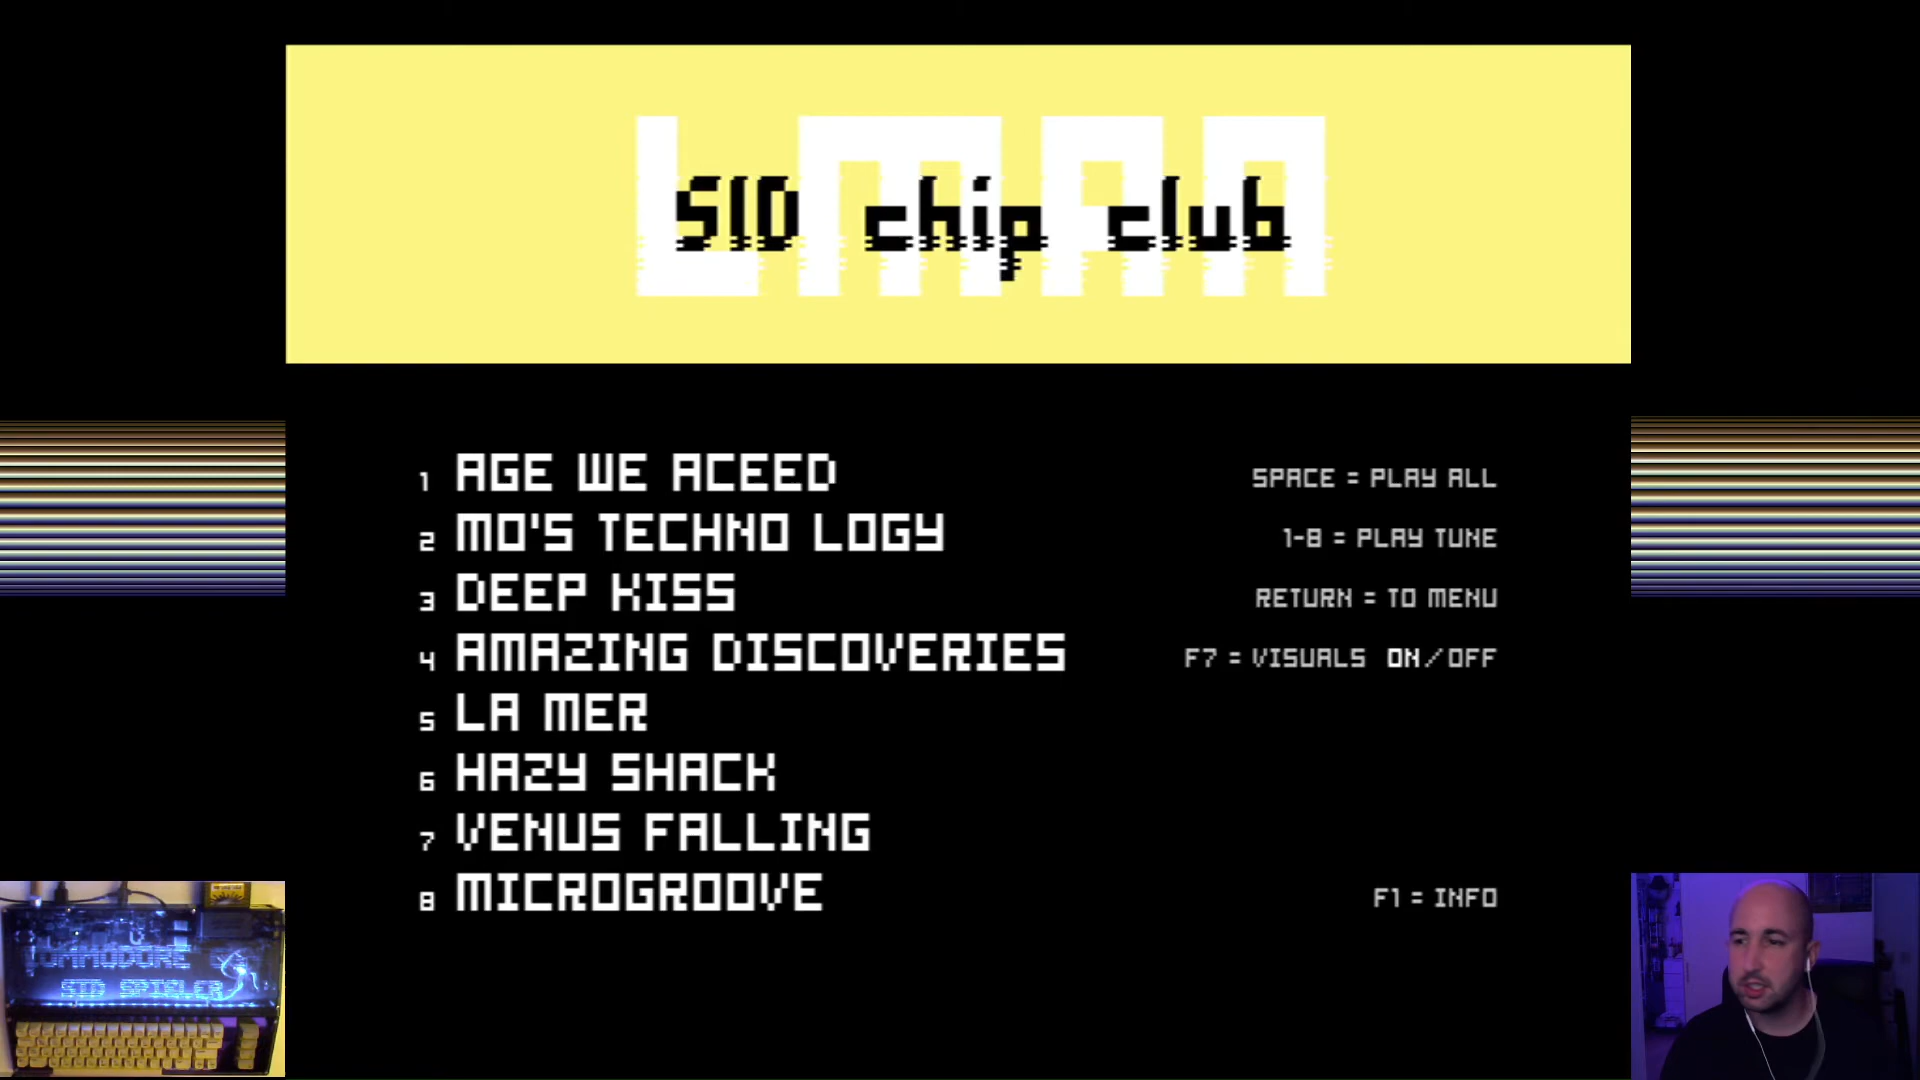 LMAA
SID chip club
1 AGE WE ACEED
SPACE = PLAY ALL
2 MO'S TECHNO LOGY
1-8 = PLAY TUNE
3 DEEP KISS
RETURN = TO MENU
4 AMAZING DISCOVERIES
F7 = VISUALS ON/OFF
5 LA MER
6 HAZY SHACK
7 VENUS FALLING
8 MICROGROOVE
F1 = INFO
COMMODORE
SID SPIELER